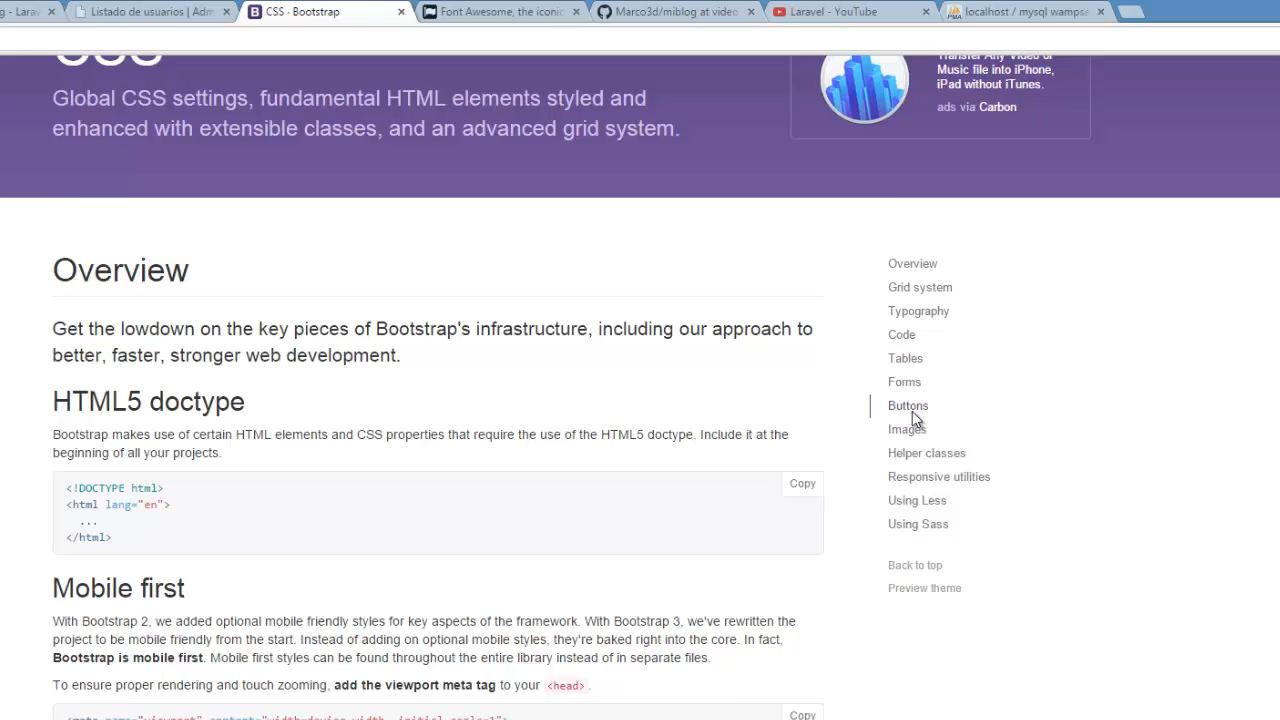 g - Larav
Listado de usuarios | Adm
CSS · Bootstrap
Font Awesome, the iconic
Marco3d/miblog at video
Laravel - YouTube
localhost / mysql wampse
CSS
Global CSS settings, fundamental HTML elements styled and
enhanced with extensible classes, and an advanced grid system.
Transfer Any Video or
Music file into iPhone,
iPad without iTunes.
ads via Carbon
Overview
Get the lowdown on the key pieces of Bootstrap's infrastructure, including our approach to
better, faster, stronger web development.
HTML5 doctype
Bootstrap makes use of certain HTML elements and CSS properties that require the use of the HTML5 doctype. Include it at the
beginning of all your projects.
Copy
<!DOCTYPE html>
<html lang="en">
...
</html>
Mobile first
With Bootstrap 2, we added optional mobile friendly styles for key aspects of the framework. With Bootstrap 3, we've rewritten the
project to be mobile friendly from the start. Instead of adding on optional mobile styles, they're baked right into the core. In fact,
Bootstrap is mobile first. Mobile first styles can be found throughout the entire library instead of in separate files.
To ensure proper rendering and touch zooming, add the viewport meta tag to your <head>.
<meta name="viewport" content="width=device-width, initial-scale=1">
Copy
Overview
Grid system
Typography
Code
Tables
Forms
Buttons
Images
Helper classes
Responsive utilities
Using Less
Using Sass
Back to top
Preview theme